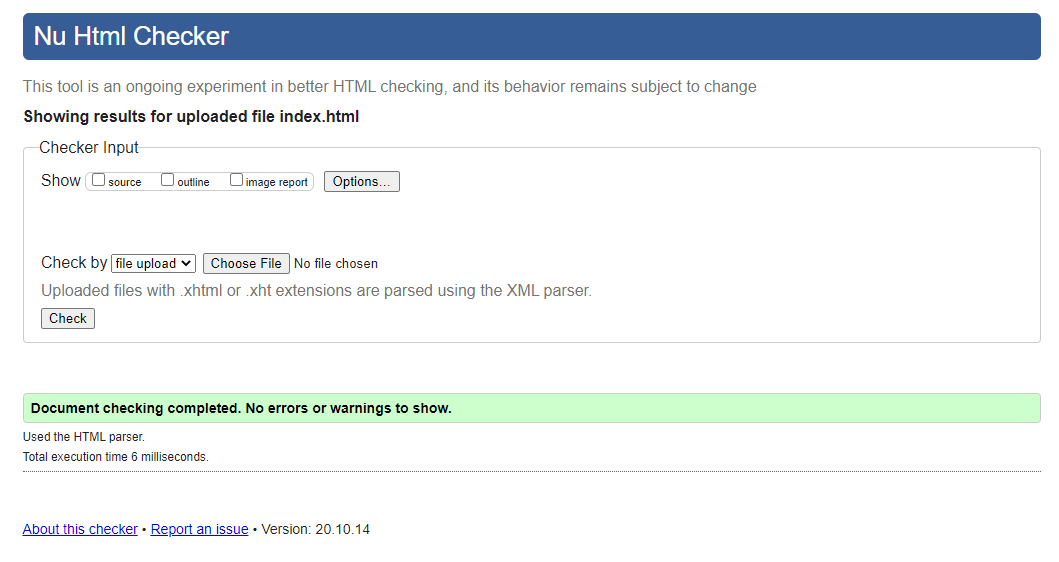 Nu Html Checker
This tool is an ongoing experiment in better HTML checking, and its behavior remains subject to change
Showing results for uploaded file index.html
Checker Input
Show source outline image report Options...
Check by file upload Choose File No file chosen
Uploaded files with .xhtml or .xht extensions are parsed using the XML parser.
Check
Document checking completed. No errors or warnings to show.
Used the HTML parser.
Total execution time 6 milliseconds.
About this checker • Report an issue • Version: 20.10.14